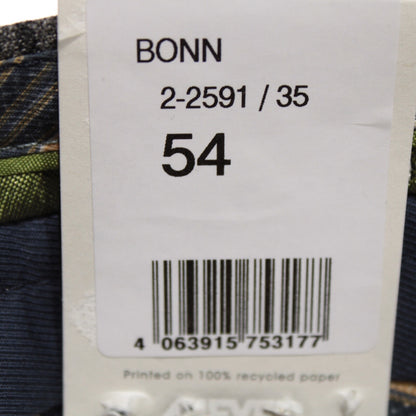 BONN
2-2591 / 35
54
4 063915 753177
Printed on 100% recycled paper